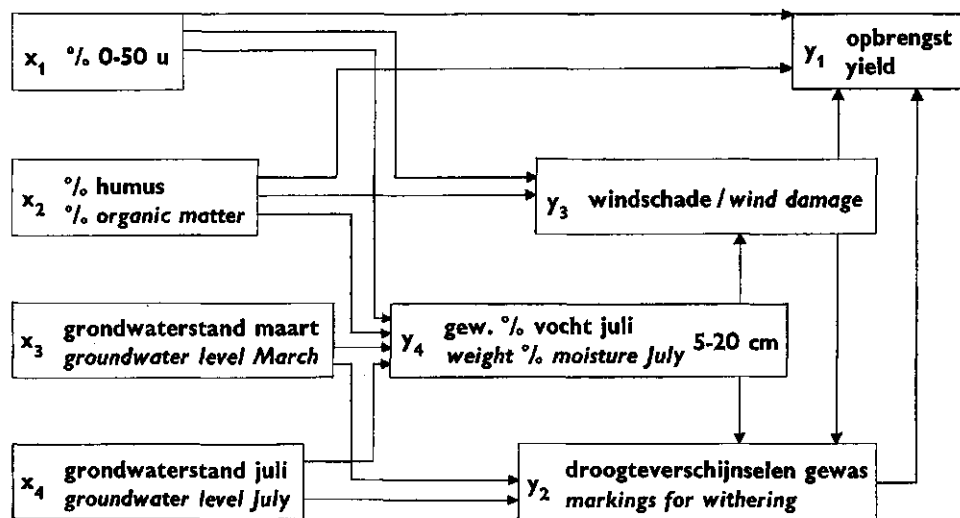 x1 % 0-50 u
y1 opbrengst
yield
x2 % humus
% organic matter
y3 windschade / wind damage
x3 grondwaterstand maart
groundwater level March
y4 gew. % vocht juli 5-20 cm
weight % moisture July
x4 grondwaterstand juli
groundwater level July
y2 droogteverschijnselen gewas
markings for withering